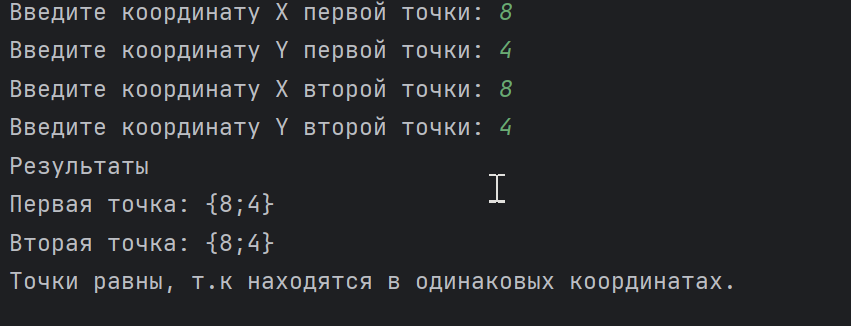 Введите координату X первой точки: 8
Введите координату Y первой точки: 4
Введите координату X второй точки: 8
Введите координату Y второй точки: 4
Результаты
Первая точка: {8;4}
Вторая точка: {8;4}
Точки равны, т.к находятся в одинаковых координатах.